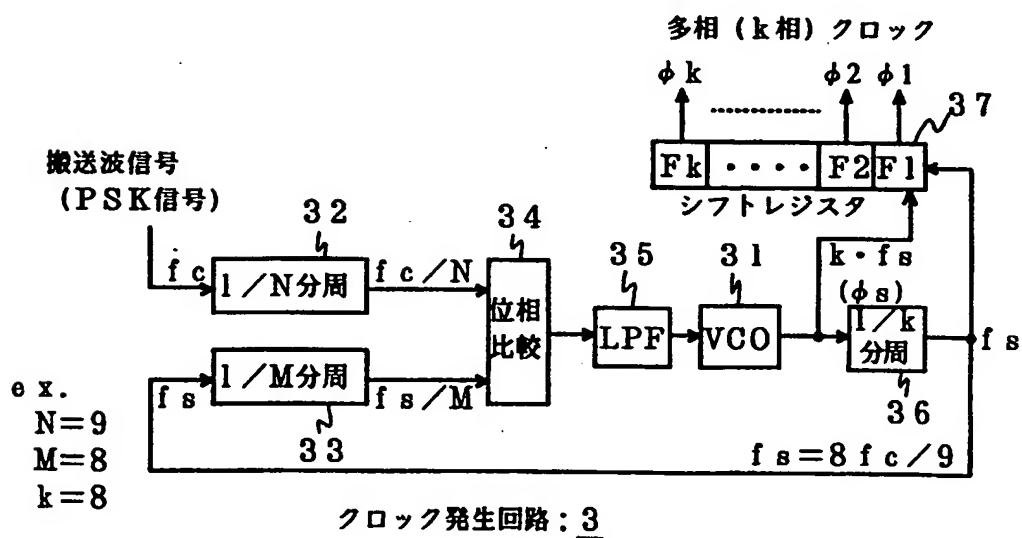 多相（k相）クロック
φk φ2 φ1
37
Fk ・・・・ F2 F1
シフトレジスタ
搬送波信号
（PSK信号）
32
fc
1／N分周
fc／N
34
位相
比較
35
LPF
31
VCO
k・fs
（φs）
1／k
分周
36
fs
fs
1／M分周
fs／M
33
fs＝8fc／9
ex.
N＝9
M＝8
k＝8
クロック発生回路：3